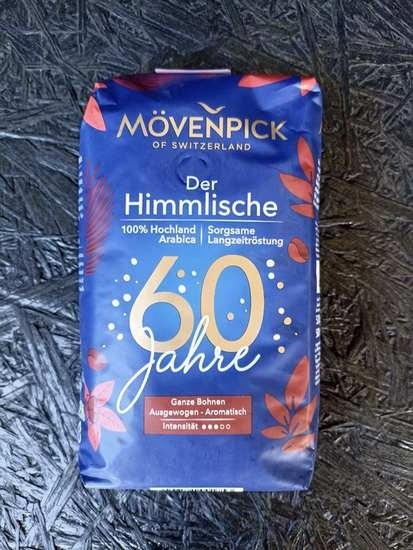 MÖVENPICK
OF SWITZERLAND
Der
Himmlische
100% Hochland Arabica
Sorgsame Langzeitröstung
60
Jahre
Ganze Bohnen
Ausgewogen - Aromatisch
Intensität